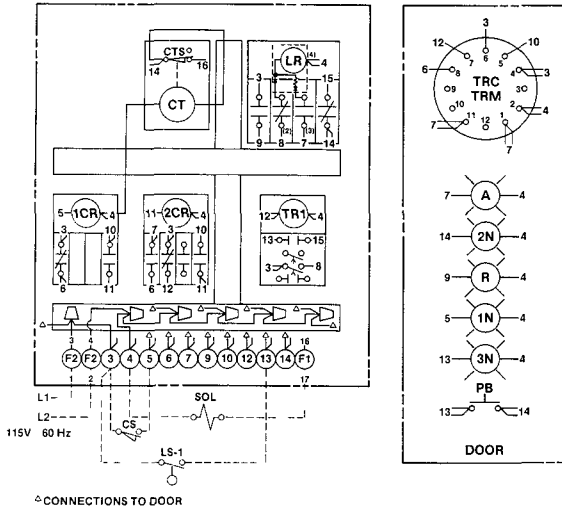 CTS
14 16
CT
LR (4) 4
3 15
9 8 (2) 7 (3) 14
5 1CR 4
3 10
6 11
11 2CR 4
7 3 10
6 12 11
12 TR1 4
13 15
3 8
3 4 16
F2 F2 3 4 5 6 7 8 9 10 12 13 14 F1
1 2 17
L1
L2
115V 60 Hz
CS
SOL
LS-1
△CONNECTIONS TO DOOR
3
12 7 6 5 10
6 8 4 3
TRC
TRM
9 3
10 2 4
7 11 12 1
7
7 A 4
14 2N 4
9 R 4
5 1N 4
13 3N 4
PB
13 14
DOOR